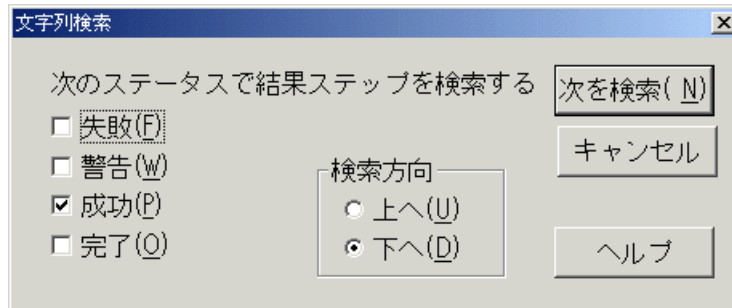 文字列検索
次のステータスで結果ステップを検索する
失敗(F)
警告(W)
成功(P)
完了(O)
検索方向
上へ(U)
下へ(D)
次を検索( N)
キャンセル
ヘルプ